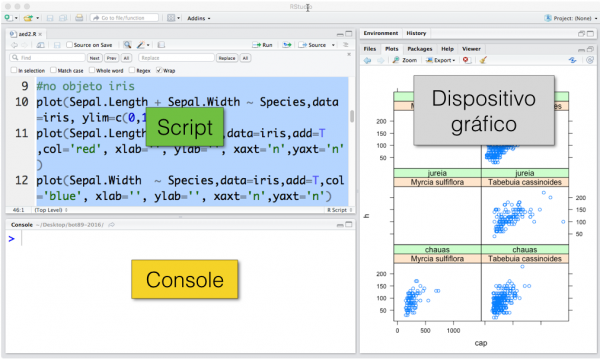 RStudio
Go to file/function
Addins
Project: (None)
aed2.R
Source on Save
Run
Source
Find
Next
Prev
All
Replace
Replace
All
In selection
Match case
Whole word
Regex
Wrap
9 #no objeto iris
10 plot(Sepal.Length + Sepal.Width ~ Species,data
=iris, ylim=c(0,1
11 plot(Sepal.Length
,data=iris,add=T
,col='red', xlab='', ylab='', xaxt='n',yaxt='n'
)
12 plot(Sepal.Width ~ Species,data=iris,add=T,col
='blue', xlab='', ylab='', xaxt='n',yaxt='n')
Script
46:51
(Top Level)
R Script
Console ~/Desktop/bot89-2016/
>
Console
Environment
History
Files
Plots
Packages
Help
Viewer
Zoom
Export
Dispositivo
gráfico
jureia
jureia
Myrcia sulfiflora
Tabebuia cassinoides
chauas
chauas
Myrcia sulfiflora
Tabebuia cassinoides
200
150
100
50
200
150
100
50
200
150
100
50
h
0
500
1000
cap